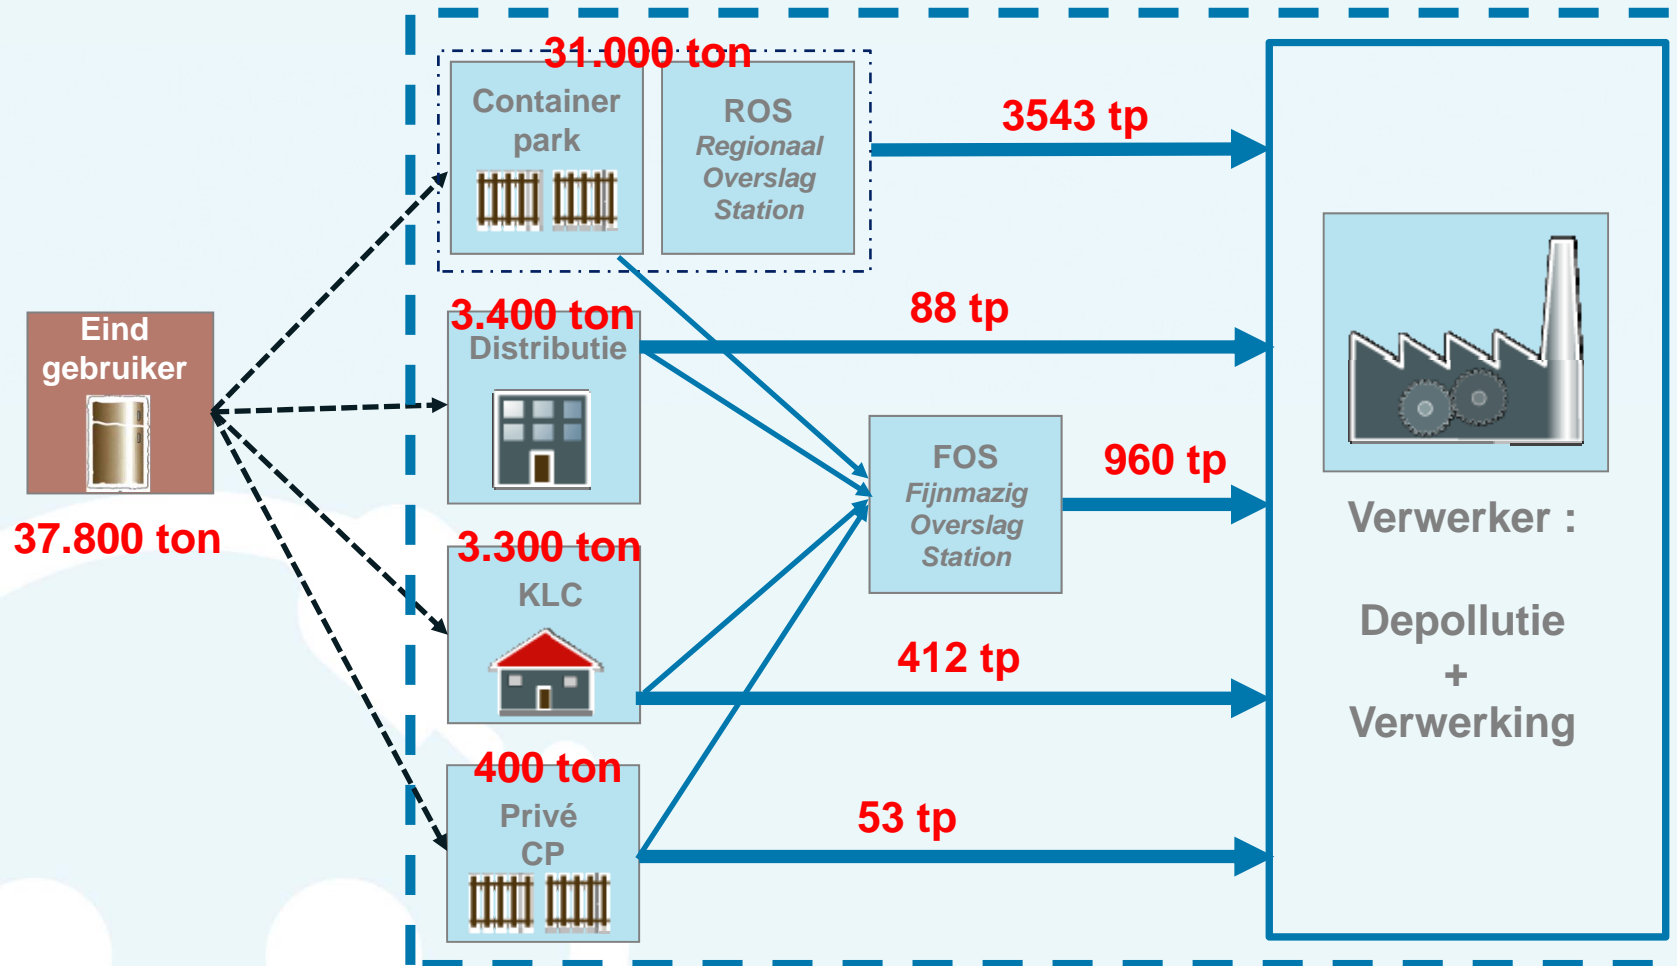 31.000 ton
Container
park
ROS
Regionaal
Overslag
Station
3543 tp
Eind
gebruiker
37.800 ton
3.400 ton
Distributie
88 tp
FOS
Fijnmazig
Overslag
Station
960 tp
3.300 ton
KLC
412 tp
400 ton
Privé
CP
53 tp
Verwerker :
Depollutie
+
Verwerking